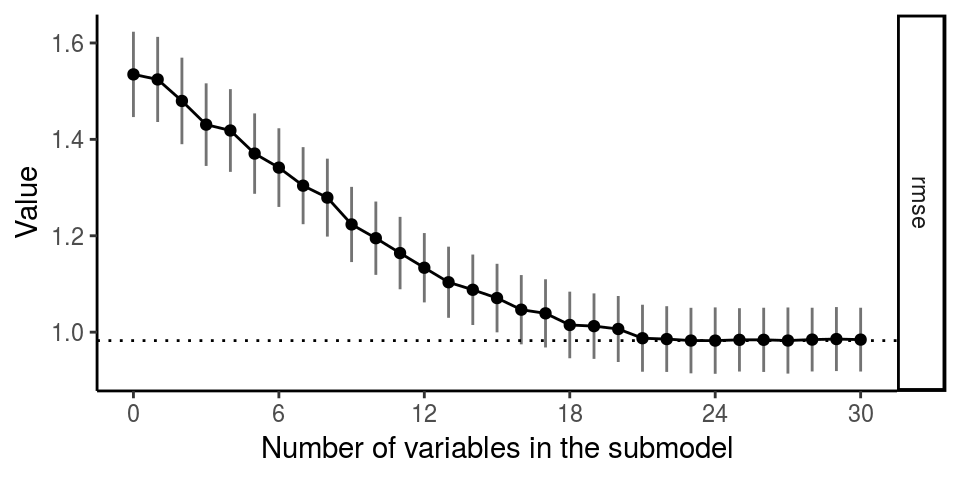 1.6
1.4
1.2
1.0
Value
0 6 12 18 24 30
Number of variables in the submodel
rmse